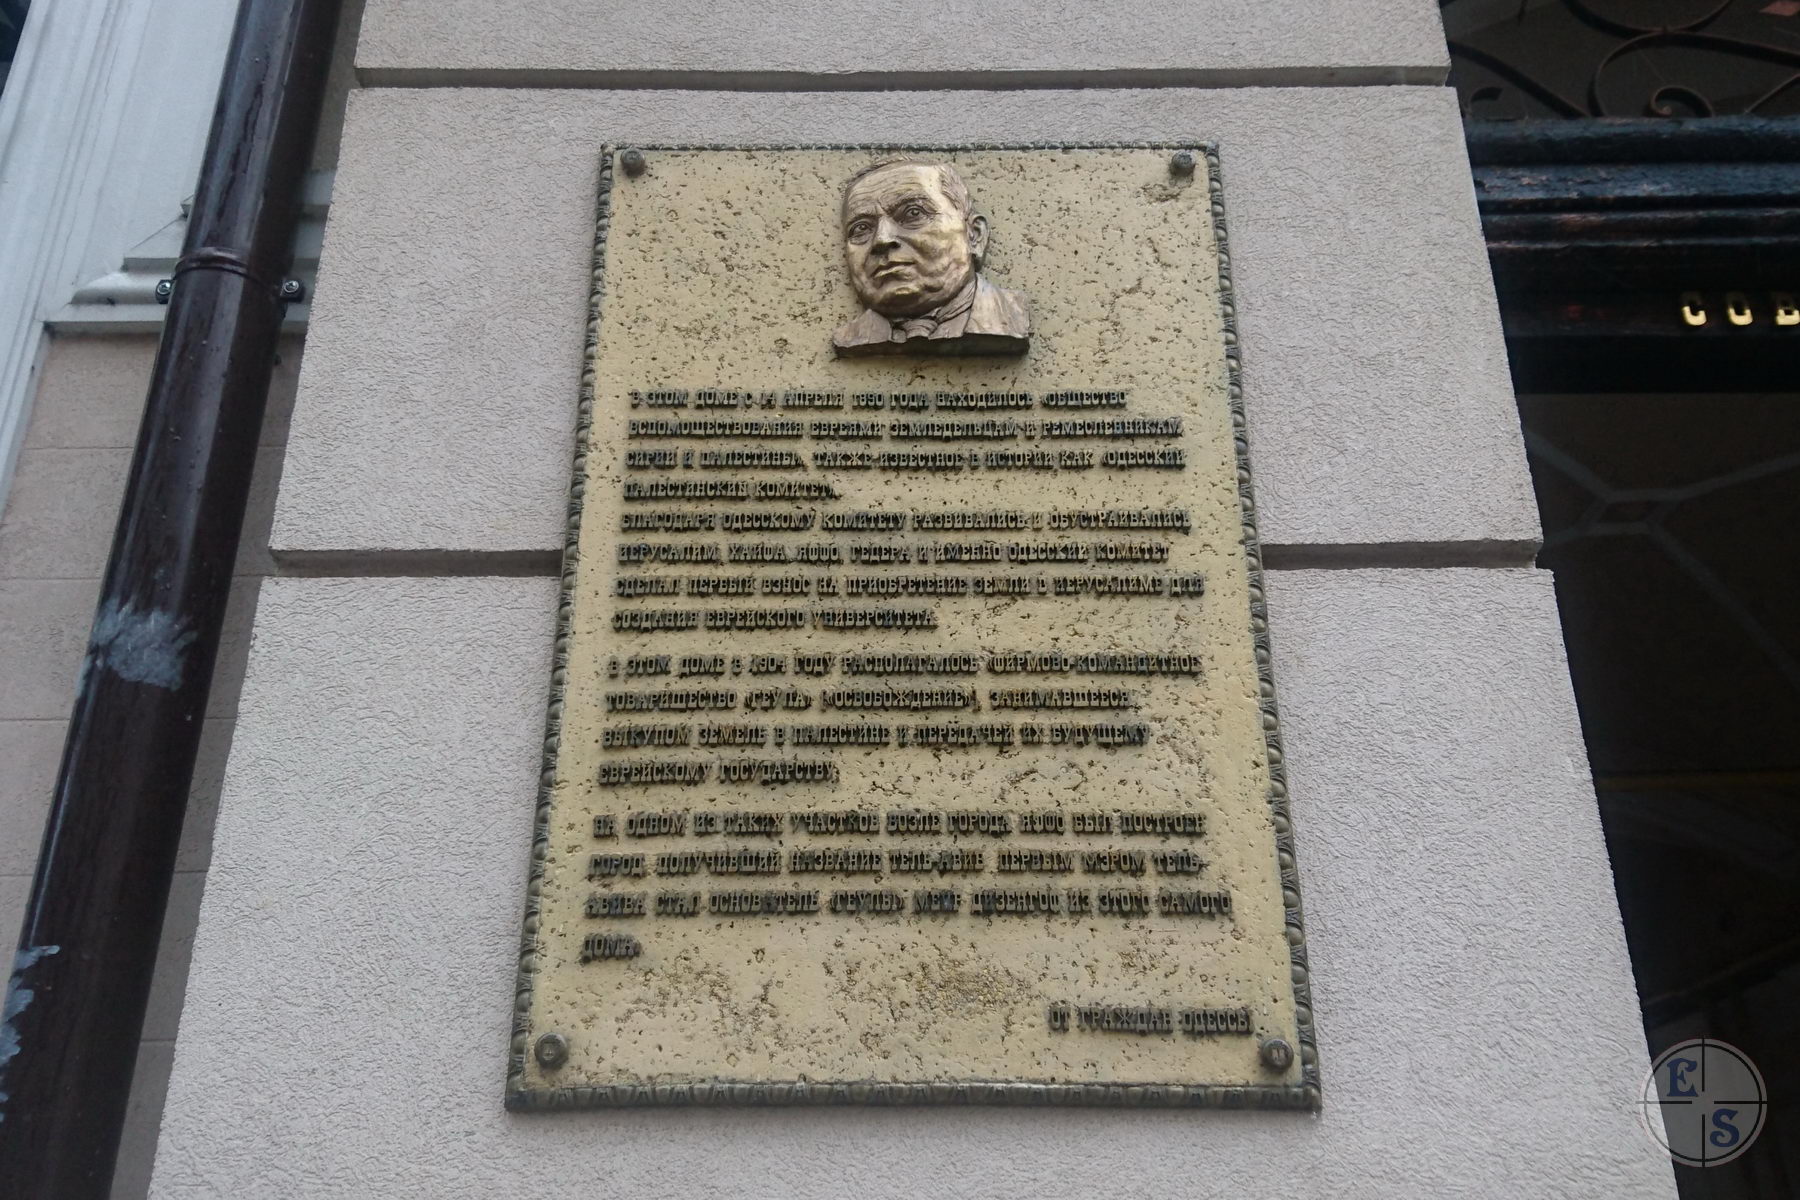 В ЭТОМ ДОМЕ С 14 АПРЕЛЯ 1890 ГОДА НАХОДИЛОСЬ «ОБЩЕСТВО
ВСПОМОЩЕСТВОВАНИЯ ЕВРЕЯМИ ЗЕМЛЕДЕЛЬЦАМ И РЕМЕСЛЕННИКАМ
СИРИИ И ПАЛЕСТИНЫ», ТАКЖЕ ИЗВЕСТНОЕ В ИСТОРИИ КАК «ОДЕССКИЙ
ПАЛЕСТИНСКИЙ КОМИТЕТ».
БЛАГОДАРЯ ОДЕССКОМУ КОМИТЕТУ РАЗВИВАЛИСЬ И ОБУСТРАИВАЛИСЬ
ИЕРУСАЛИМ, ХАЙФА, ЯФФО, ГЕДЕРА И ИМЕННО ОДЕССКИЙ КОМИТЕТ
СДЕЛАЛ ПЕРВЫЙ ВЗНОС НА ПРИОБРЕТЕНИЕ ЗЕМЛИ В ИЕРУСАЛИМЕ ДЛЯ
СОЗДАНИЯ ЕВРЕЙСКОГО УНИВЕРСИТЕТА.
В ЭТОМ ДОМЕ В 1904 ГОДУ РАСПОЛАГАЛОСЬ «ФИРМОВО-КОМАНДИТНОЕ
ТОВАРИЩЕСТВО «ГЕУЛА» («ОСВОБОЖДЕНИЕ»), ЗАНИМАВШЕЕСЯ
ВЫКУПОМ ЗЕМЕЛЬ В ПАЛЕСТИНЕ И ПЕРЕДАЧЕЙ ИХ БУДУЩЕМУ
ЕВРЕЙСКОМУ ГОСУДАРСТВУ.
НА ОДНОМ ИЗ ТАКИХ УЧАСТКОВ ВОЗЛЕ ГОРОДА ЯФФО БЫЛ ПОСТРОЕН
ГОРОД, ПОЛУЧИВШИЙ НАЗВАНИЕ ТЕЛЬ-АВИВ. ПЕРВЫМ МЭРОМ ТЕЛЬ-
АВИВА СТАЛ ОСНОВАТЕЛЬ «ГЕУЛЫ» МЕИР ДИЗЕНГОФ ИЗ ЭТОГО САМОГО
ДОМА.
ОТ ГРАЖДАН ОДЕССЫ
СОВ
E S